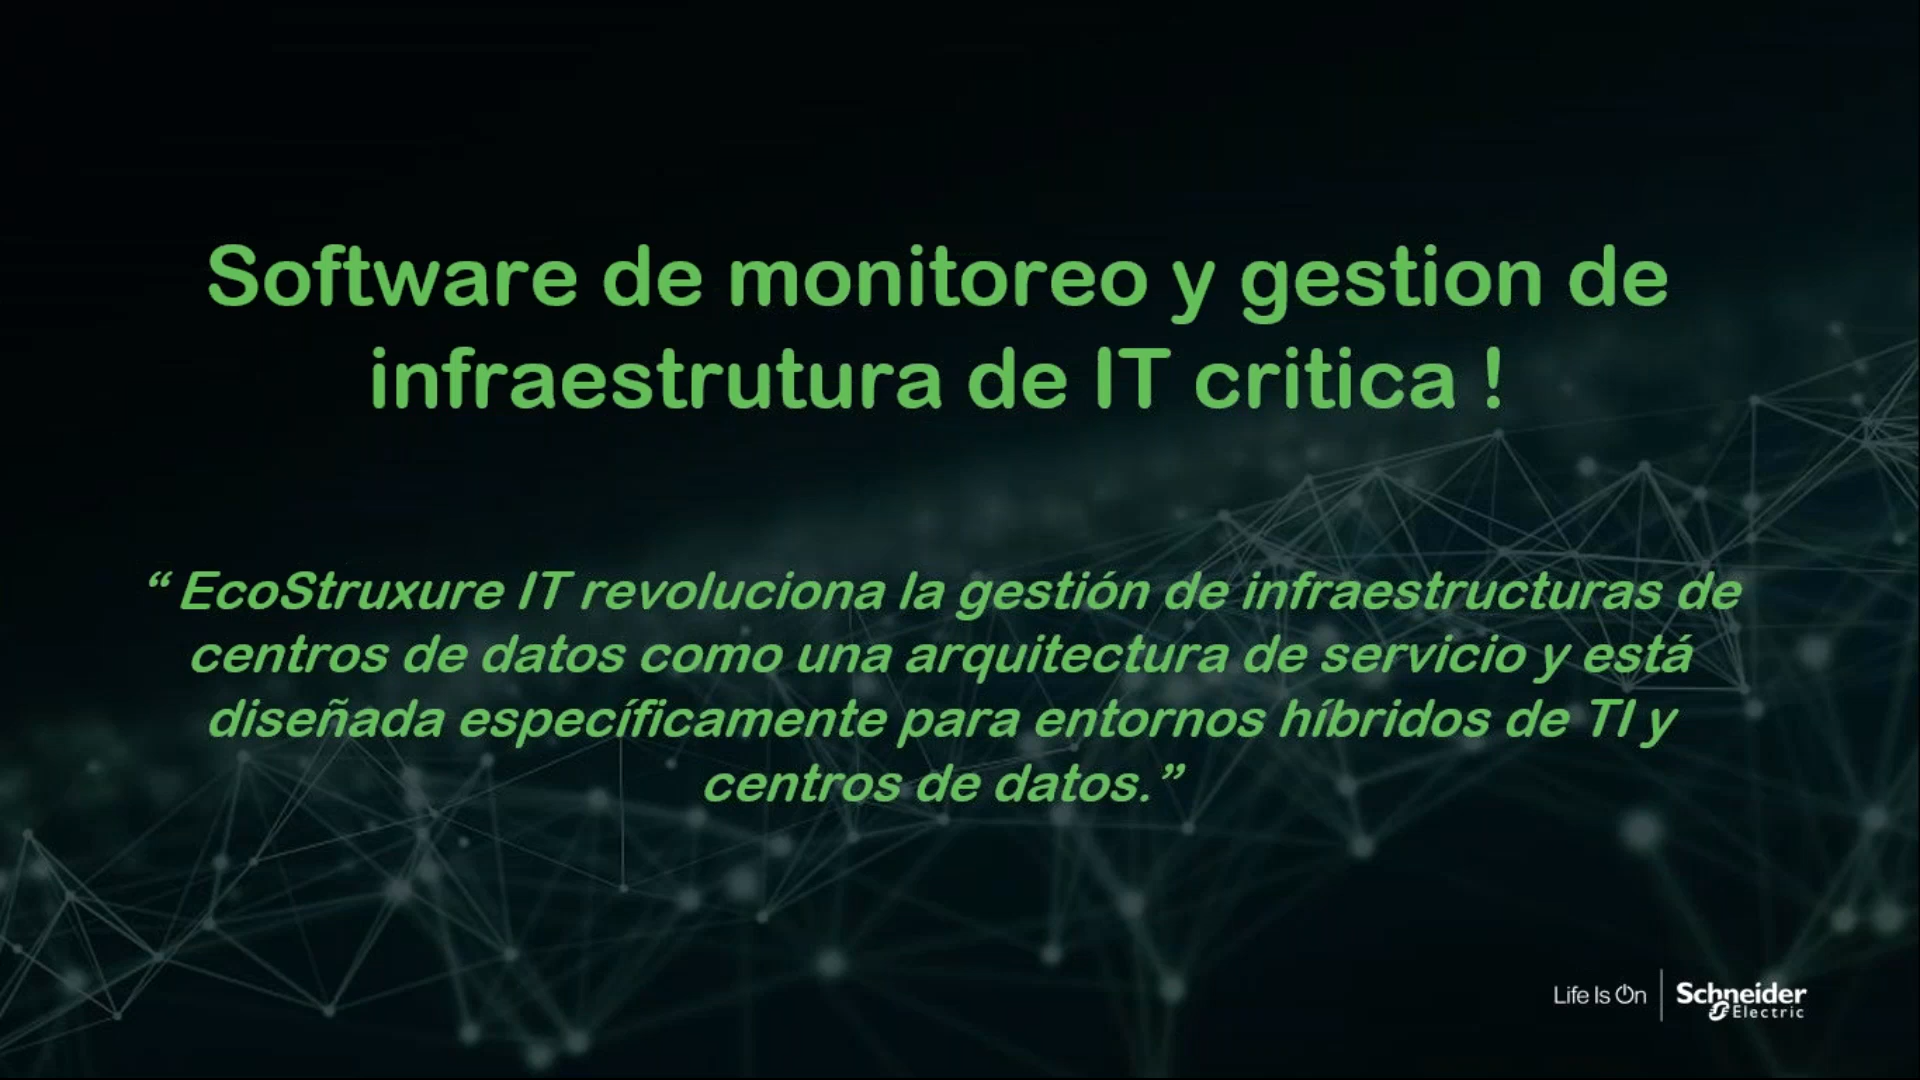 Software de monitoreo y gestion de
infraestrutura de IT critica !
“ EcoStruxure IT revoluciona la gestión de infraestructuras de
centros de datos como una arquitectura de servicio y está
diseñada específicamente para entornos híbridos de TI y
centros de datos.”
Life Is On
Schneider
Electric